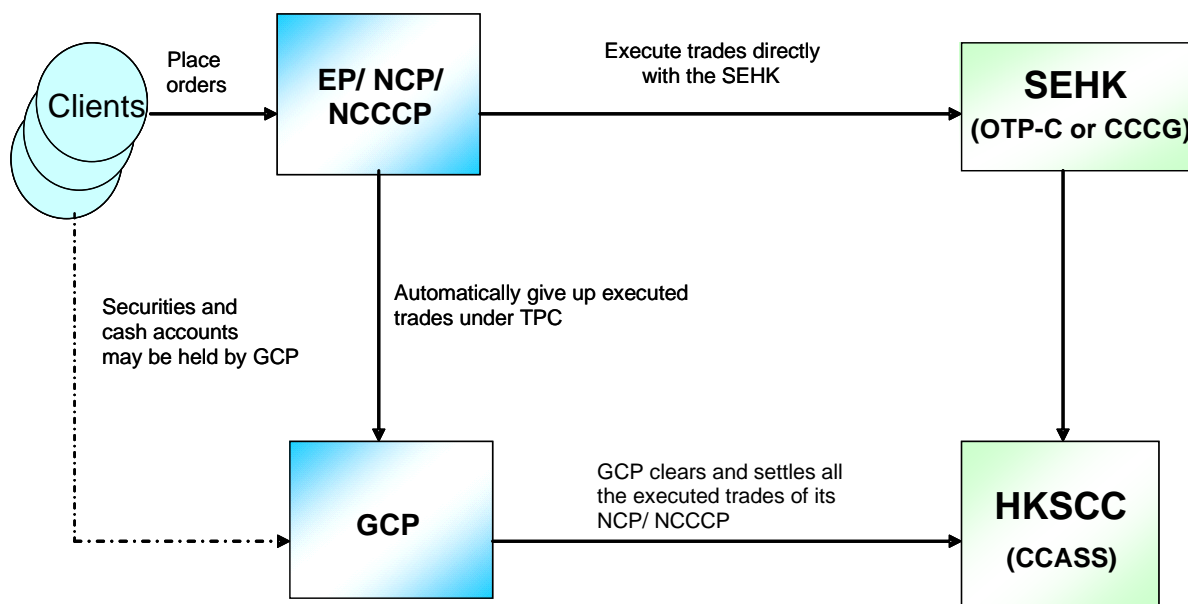 Place
orders
Execute trades directly
with the SEHK
Clients
EP/ NCP/
NCCCP
SEHK
(OTP-C or CCCG)
Securities and
cash accounts
may be held by GCP
Automatically give up executed
trades under TPC
GCP
GCP clears and settles all
the executed trades of its
NCP/ NCCCP
HKSCC
(CCASS)